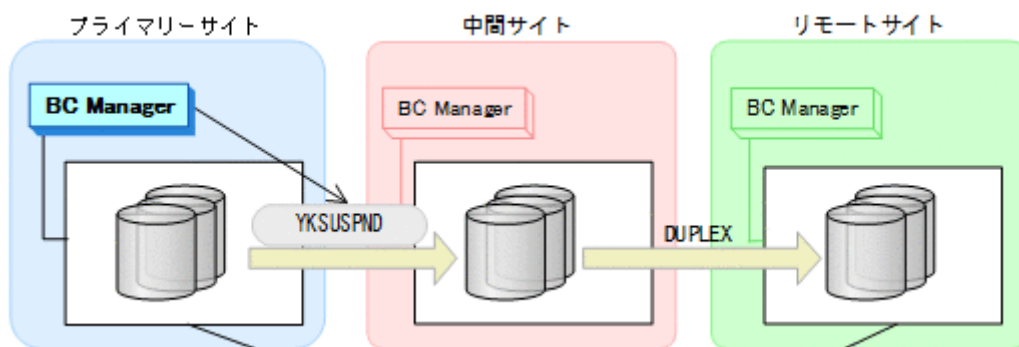 プライマリーサイト
中間サイト
リモートサイト
BC Manager
BC Manager
BC Manager
YKSUSPND
DUPLEX